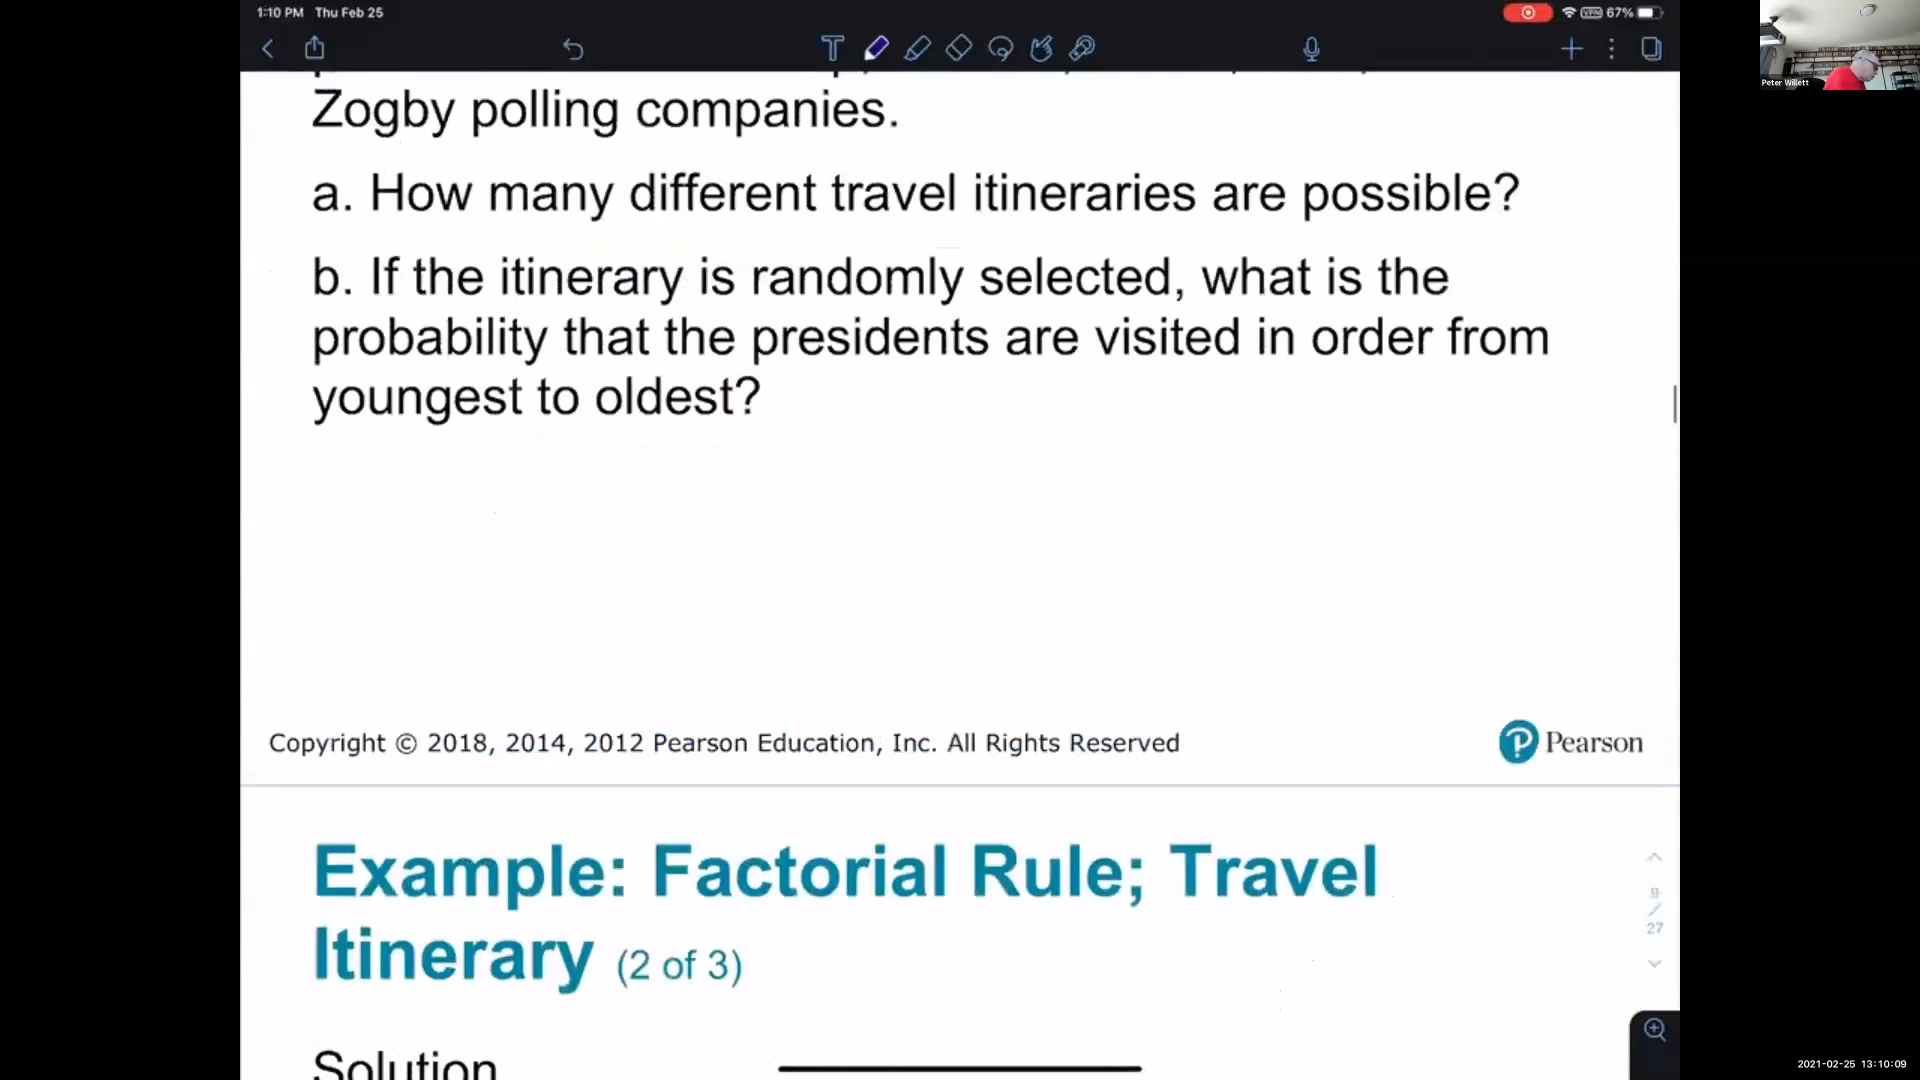 1:10 PM Thu Feb 25
VPN 67%
Peter Willett
Zogby polling companies.
a. How many different travel itineraries are possible?
b. If the itinerary is randomly selected, what is the
probability that the presidents are visited in order from
youngest to oldest?
Copyright © 2018, 2014, 2012 Pearson Education, Inc. All Rights Reserved
Pearson
Example: Factorial Rule; Travel
Itinerary (2 of 3)
9
/
27
Solution
2021-02-25 13:10:09